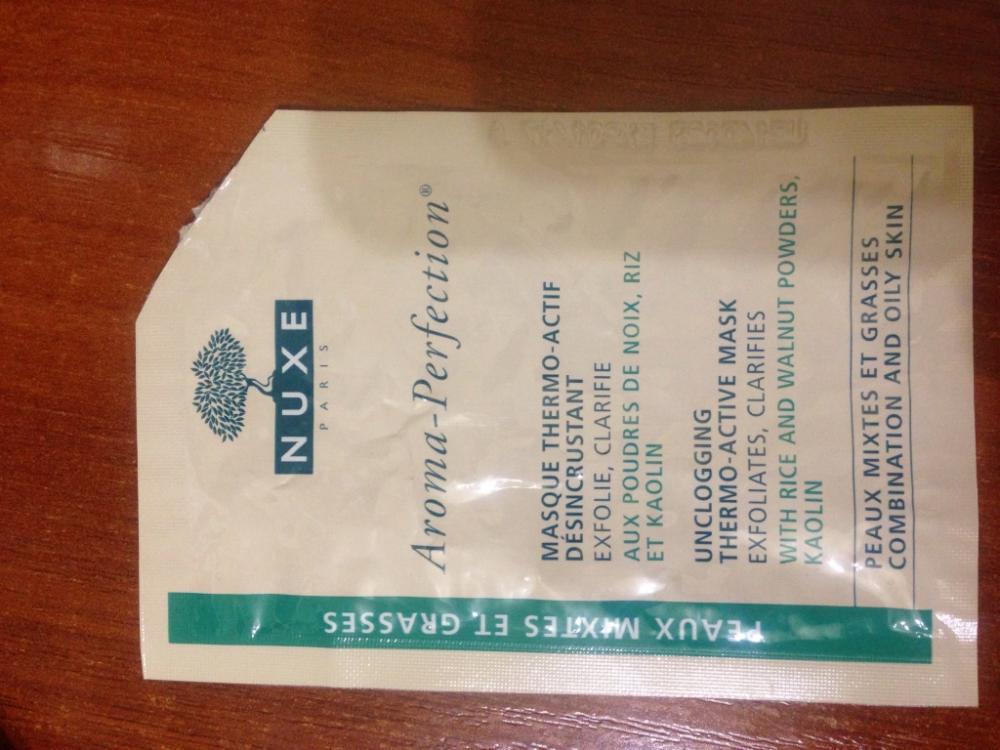 NUXE
PARIS
Aroma-Perfection®
MASQUE THERMO-ACTIF
DÉSINCRUSTANT
EXFOLIE, CLARIFIE
AUX POUDRES DE NOIX, RIZ
ET KAOLIN
UNCLOGGING
THERMO-ACTIVE MASK
EXFOLIATES, CLARIFIES
WITH RICE AND WALNUT POWDERS,
KAOLIN
PEAUX MIXTES ET GRASSES
COMBINATION AND OILY SKIN
PEAUX MIXTES ET GRASSES